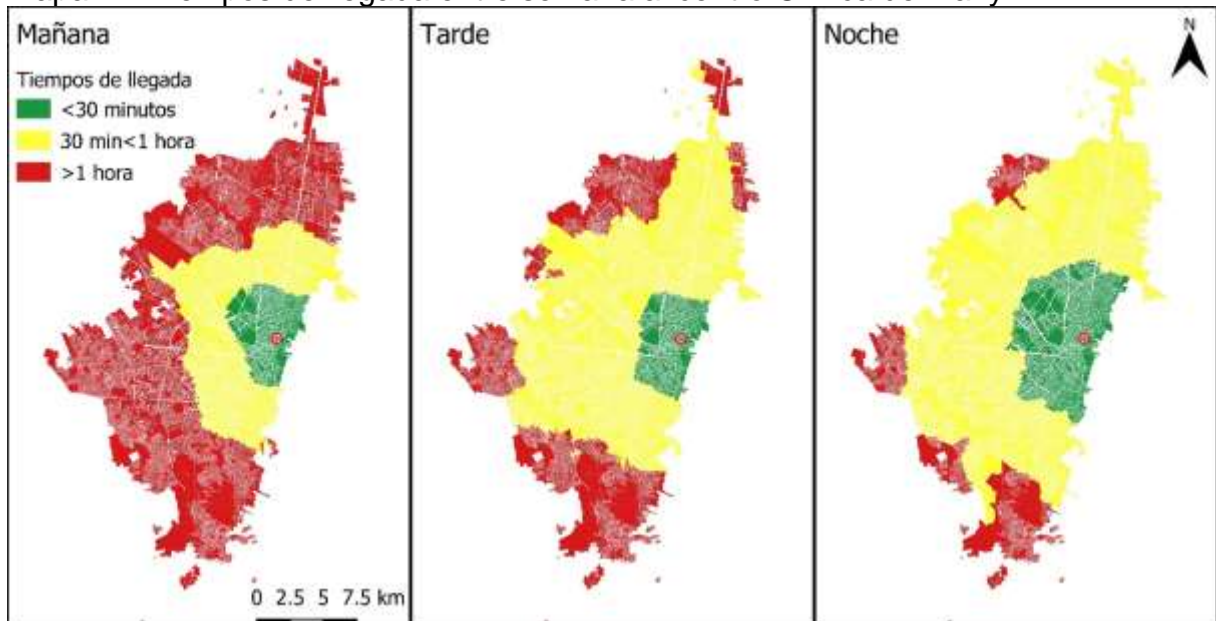 Mañana
Tiempos de llegada
<30 minutos
30 min<1 hora
>1 hora
0 2.5 5 7.5 km
Tarde
Noche
N